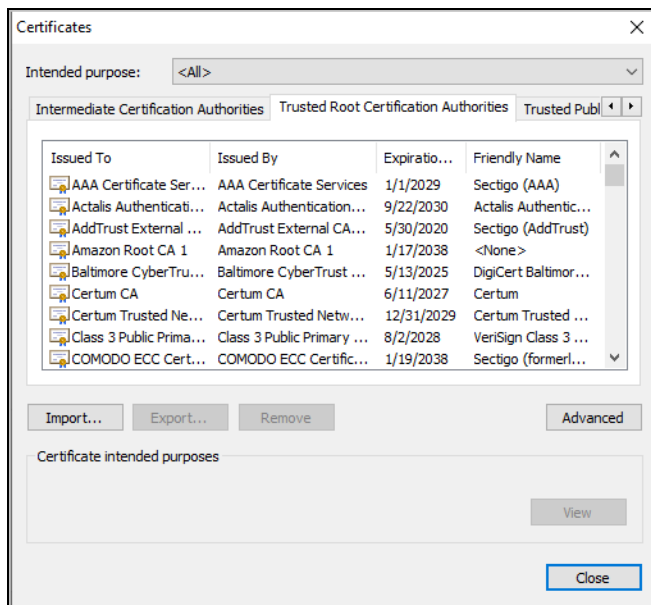 Certificates
Intended purpose: <All>
Intermediate Certification Authorities Trusted Root Certification Authorities Trusted Publ
Issued To Issued By Expiratio... Friendly Name
AAA Certificate Ser... AAA Certificate Services 1/1/2029 Sectigo (AAA)
Actalis Authenticati... Actalis Authentication... 9/22/2030 Actalis Authentic...
AddTrust External ... AddTrust External CA... 5/30/2020 Sectigo (AddTrust)
Amazon Root CA 1 Amazon Root CA 1 1/17/2038 <None>
Baltimore CyberTru... Baltimore CyberTrust ... 5/13/2025 DigiCert Baltimor...
Certum CA Certum CA 6/11/2027 Certum
Certum Trusted Ne... Certum Trusted Netw... 12/31/2029 Certum Trusted ...
Class 3 Public Prima... Class 3 Public Primary ... 8/2/2028 VeriSign Class 3 ...
COMODO ECC Cert... COMODO ECC Certific... 1/19/2038 Sectigo (formerl...
Import... Export... Remove Advanced
Certificate intended purposes
View
Close